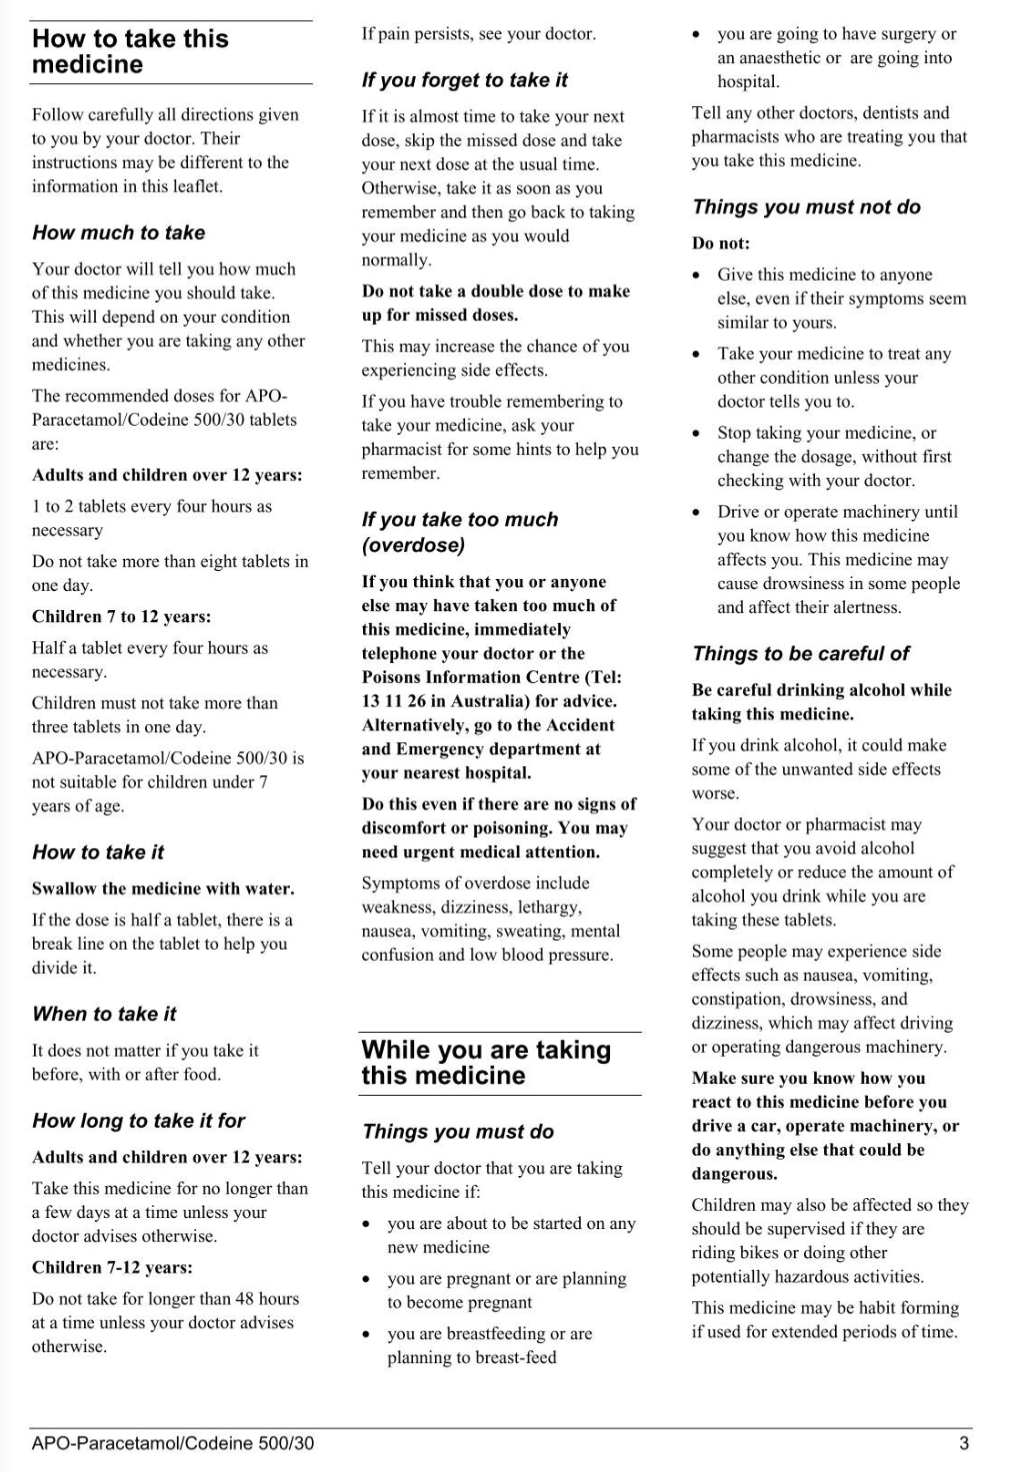 How to take this
medicine
Follow carefully all directions given
to you by your doctor. Their
instructions may be different to the
information in this leaflet.
How much to take
Your doctor will tell you how much
of this medicine you should take.
This will depend on your condition
and whether you are taking any other
medicines.
The recommended doses for APO-
Paracetamol/Codeine 500/30 tablets
are:
Adults and children over 12 years:
1 to 2 tablets every four hours as
necessary
Do not take more than eight tablets in
one day.
Children 7 to 12 years:
Half a tablet every four hours as
necessary.
Children must not take more than
three tablets in one day.
APO-Paracetamol/Codeine 500/30 is
not suitable for children under 7
years of age.
How to take it
Swallow the medicine with water.
If the dose is half a tablet, there is a
break line on the tablet to help you
divide it.
When to take it
It does not matter if you take it
before, with or after food.
How long to take it for
Adults and children over 12 years:
Take this medicine for no longer than
a few days at a time unless your
doctor advises otherwise.
Children 7-12 years:
Do not take for longer than 48 hours
at a time unless your doctor advises
otherwise.
If pain persists, see your doctor.
If you forget to take it
If it is almost time to take your next
dose, skip the missed dose and take
your next dose at the usual time.
Otherwise, take it as soon as you
remember and then go back to taking
your medicine as you would
normally.
Do not take a double dose to make
up for missed doses.
This may increase the chance of you
experiencing side effects.
If you have trouble remembering to
take your medicine, ask your
pharmacist for some hints to help you
remember.
If you take too much
(overdose)
If you think that you or anyone
else may have taken too much of
this medicine, immediately
telephone your doctor or the
Poisons Information Centre (Tel:
13 11 26 in Australia) for advice.
Alternatively, go to the Accident
and Emergency department at
your nearest hospital.
Do this even if there are no signs of
discomfort or poisoning. You may
need urgent medical attention.
Symptoms of overdose include
weakness, dizziness, lethargy,
nausea, vomiting, sweating, mental
confusion and low blood pressure.
While you are taking
this medicine
Things you must do
Tell your doctor that you are taking
this medicine if:
• you are about to be started on any
new medicine
• you are pregnant or are planning
to become pregnant
• you are breastfeeding or are
planning to breast-feed
• you are going to have surgery or
an anaesthetic or are going into
hospital.
Tell any other doctors, dentists and
pharmacists who are treating you that
you take this medicine.
Things you must not do
Do not:
• Give this medicine to anyone
else, even if their symptoms seem
similar to yours.
• Take your medicine to treat any
other condition unless your
doctor tells you to.
• Stop taking your medicine, or
change the dosage, without first
checking with your doctor.
• Drive or operate machinery until
you know how this medicine
affects you. This medicine may
cause drowsiness in some people
and affect their alertness.
Things to be careful of
Be careful drinking alcohol while
taking this medicine.
If you drink alcohol, it could make
some of the unwanted side effects
worse.
Your doctor or pharmacist may
suggest that you avoid alcohol
completely or reduce the amount of
alcohol you drink while you are
taking these tablets.
Some people may experience side
effects such as nausea, vomiting,
constipation, drowsiness, and
dizziness, which may affect driving
or operating dangerous machinery.
Make sure you know how you
react to this medicine before you
drive a car, operate machinery, or
do anything else that could be
dangerous.
Children may also be affected so they
should be supervised if they are
riding bikes or doing other
potentially hazardous activities.
This medicine may be habit forming
if used for extended periods of time.
APO-Paracetamol/Codeine 500/30
3